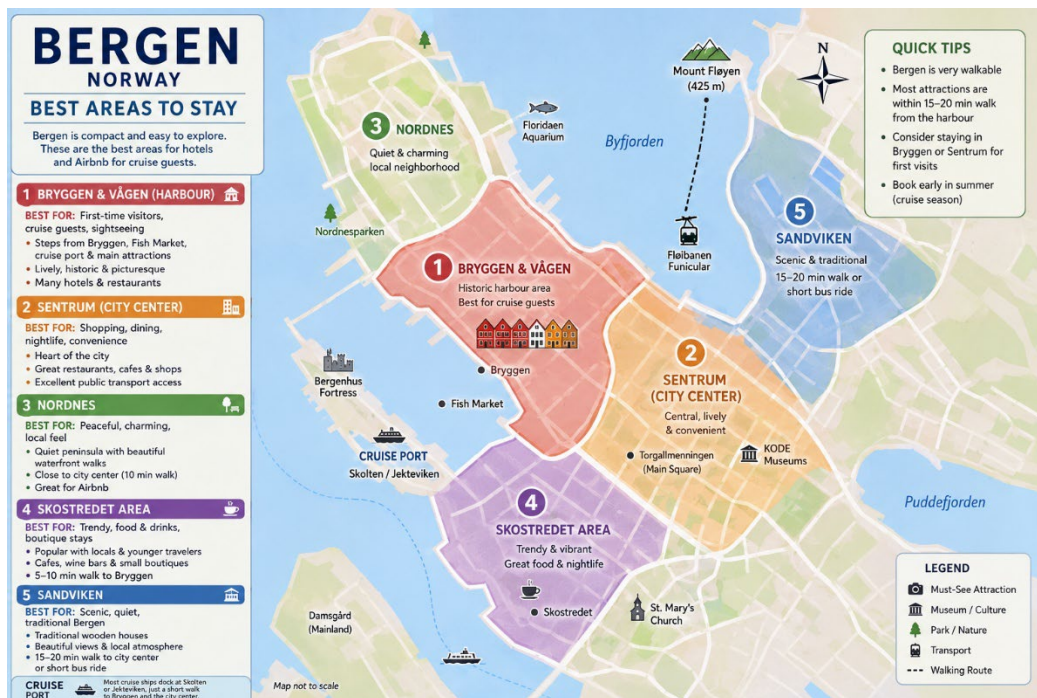 BERGEN
NORWAY
BEST AREAS TO STAY
Bergen is compact and easy to explore.
These are the best areas for hotels
and Airbnb for cruise guests.
1 BRYGGEN & VÅGEN (HARBOUR)
BEST FOR: First-time visitors,
cruise guests, sightseeing
• Steps from Bryggen, Fish Market,
cruise port & main attractions
• Lively, historic & picturesque
• Many hotels & restaurants
2 SENTRUM (CITY CENTER)
BEST FOR: Shopping, dining,
nightlife, convenience
• Heart of the city
• Great restaurants, cafes & shops
• Excellent public transport access
3 NORDNES
BEST FOR: Peaceful, charming,
local feel
• Quiet peninsula with beautiful
waterfront walks
• Close to city center (10 min walk)
• Great for Airbnb
4 SKOSTREDET AREA
BEST FOR: Trendy, food & drinks,
boutique stays
• Popular with locals & younger travelers
• Cafes, wine bars & small boutiques
• 5–10 min walk to Bryggen
5 SANDVIKEN
BEST FOR: Scenic, quiet,
traditional Bergen
• Traditional wooden houses
• Beautiful views & local atmosphere
• 15–20 min walk to city center
or short bus ride
CRUISE
PORT
Most cruise ships dock at Skolten
or Jekteviken, just a short walk
to Bryggen and the city center.
3 NORDNES
Quiet & charming
local neighborhood
Nordnesparken
Floridaen
Aquarium
Byfjorden
Mount Fløyen
(425 m)
Fløibanen
Funicular
N
QUICK TIPS
• Bergen is very walkable
• Most attractions are
within 15–20 min walk
from the harbour
• Consider staying in
Bryggen or Sentrum for
first visits
• Book early in summer
(cruise season)
5
SANDVIKEN
Scenic & traditional
15–20 min walk or
short bus ride
1 BRYGGEN & VÅGEN
Historic harbour area
Best for cruise guests
Bryggen
Fish Market
Bergenhus
Fortress
CRUISE PORT
Skolten / Jekteviken
2
SENTRUM
(CITY CENTER)
Central, lively
& convenient
Torgallmenningen
(Main Square)
KODE
Museums
4
SKOSTREDET AREA
Trendy & vibrant
Great food & nightlife
Skostredet
St. Mary's
Church
Puddefjorden
Damsgård
(Mainland)
Map not to scale
LEGEND
Must-See Attraction
Museum / Culture
Park / Nature
Transport
Walking Route